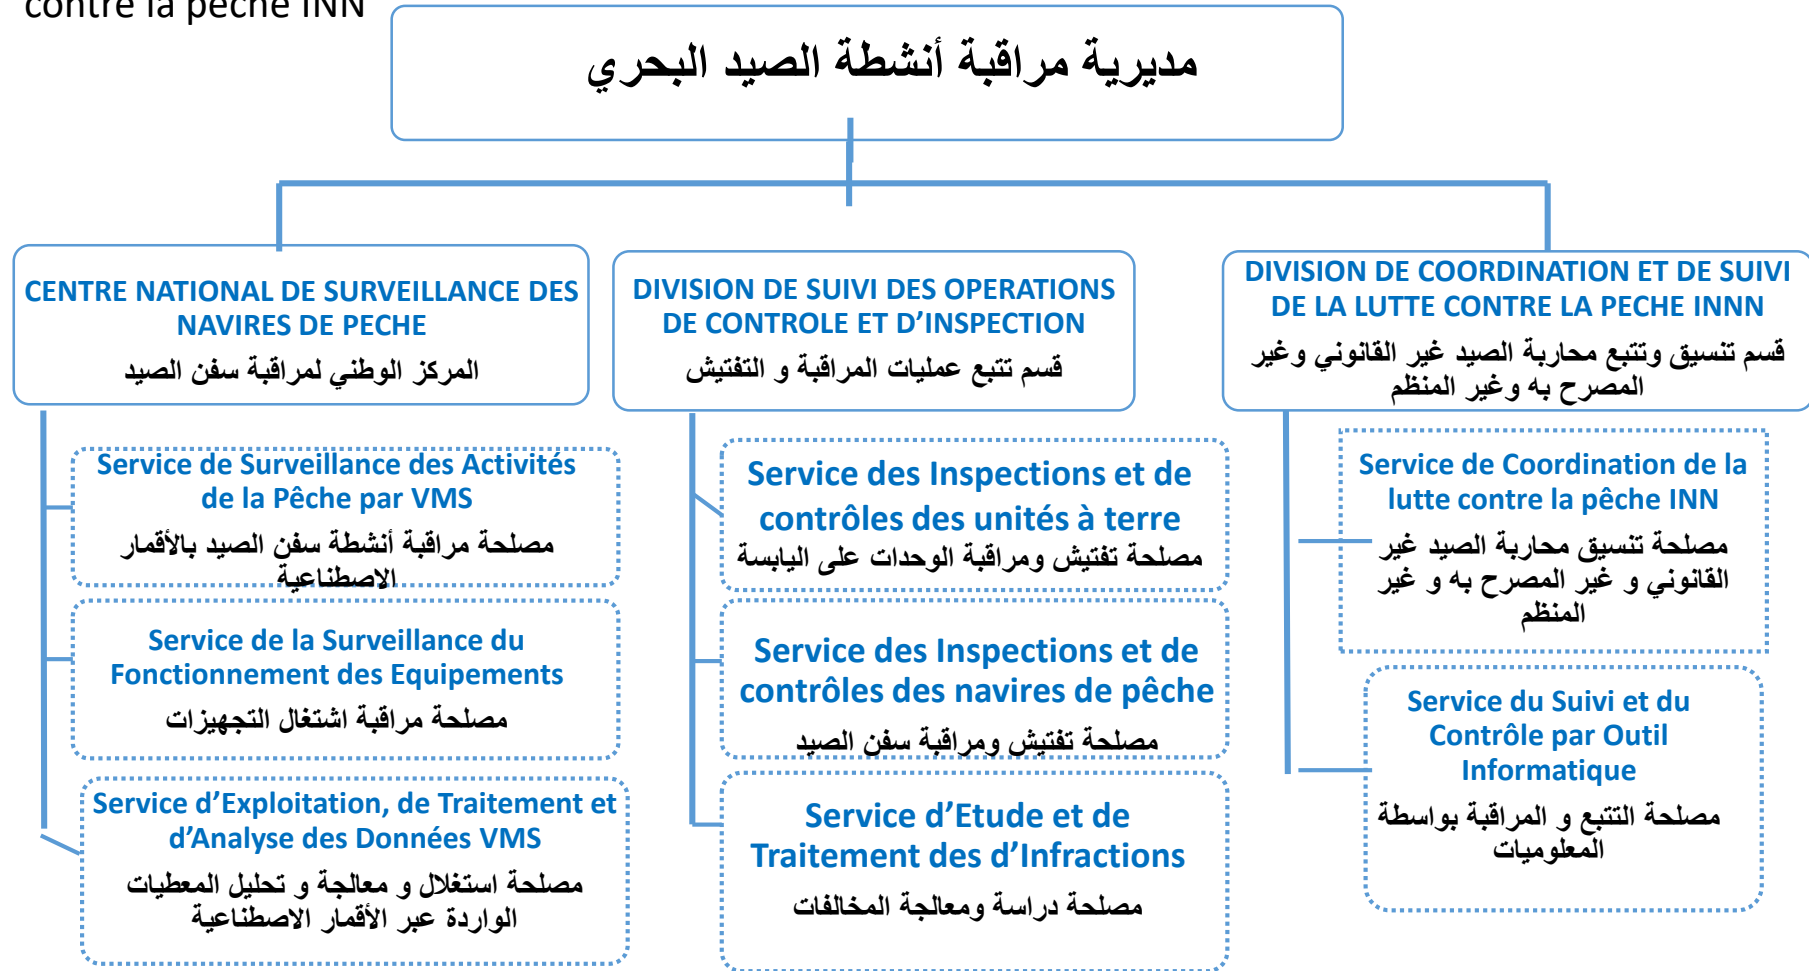 contre la pêche INN
مديرية مراقبة أنشطة الصيد البحري
CENTRE NATIONAL DE SURVEILLANCE DES
NAVIRES DE PECHE
المركز الوطني لمراقبة سفن الصيد
Service de Surveillance des Activités
de la Pêche par VMS
مصلحة مراقبة أنشطة سفن الصيد بالأقمار
الاصطناعية
Service de la Surveillance du
Fonctionnement des Equipements
مصلحة مراقبة اشتغال التجهيزات
Service d’Exploitation, de Traitement et
d’Analyse des Données VMS
مصلحة استغلال و معالجة و تحليل المعطيات
الواردة عبر الأقمار الاصطناعية
DIVISION DE SUIVI DES OPERATIONS
DE CONTROLE ET D’INSPECTION
قسم تتبع عمليات المراقبة و التفتيش
Service des Inspections et de
contrôles des unités à terre
مصلحة تفتيش ومراقبة الوحدات على اليابسة
Service des Inspections et de
contrôles des navires de pêche
مصلحة تفتيش ومراقبة سفن الصيد
Service d’Etude et de
Traitement des d’Infractions
مصلحة دراسة ومعالجة المخالفات
DIVISION DE COORDINATION ET DE SUIVI
DE LA LUTTE CONTRE LA PECHE INNN
قسم تنسيق وتتبع محاربة الصيد غير القانوني وغير
المصرح به وغير المنظم
Service de Coordination de la
lutte contre la pêche INN
مصلحة تنسيق محاربة الصيد غير
القانوني و غير المصرح به و غير
المنظم
Service du Suivi et du
Contrôle par Outil
Informatique
مصلحة التتبع و المراقبة بواسطة
المعلوميات